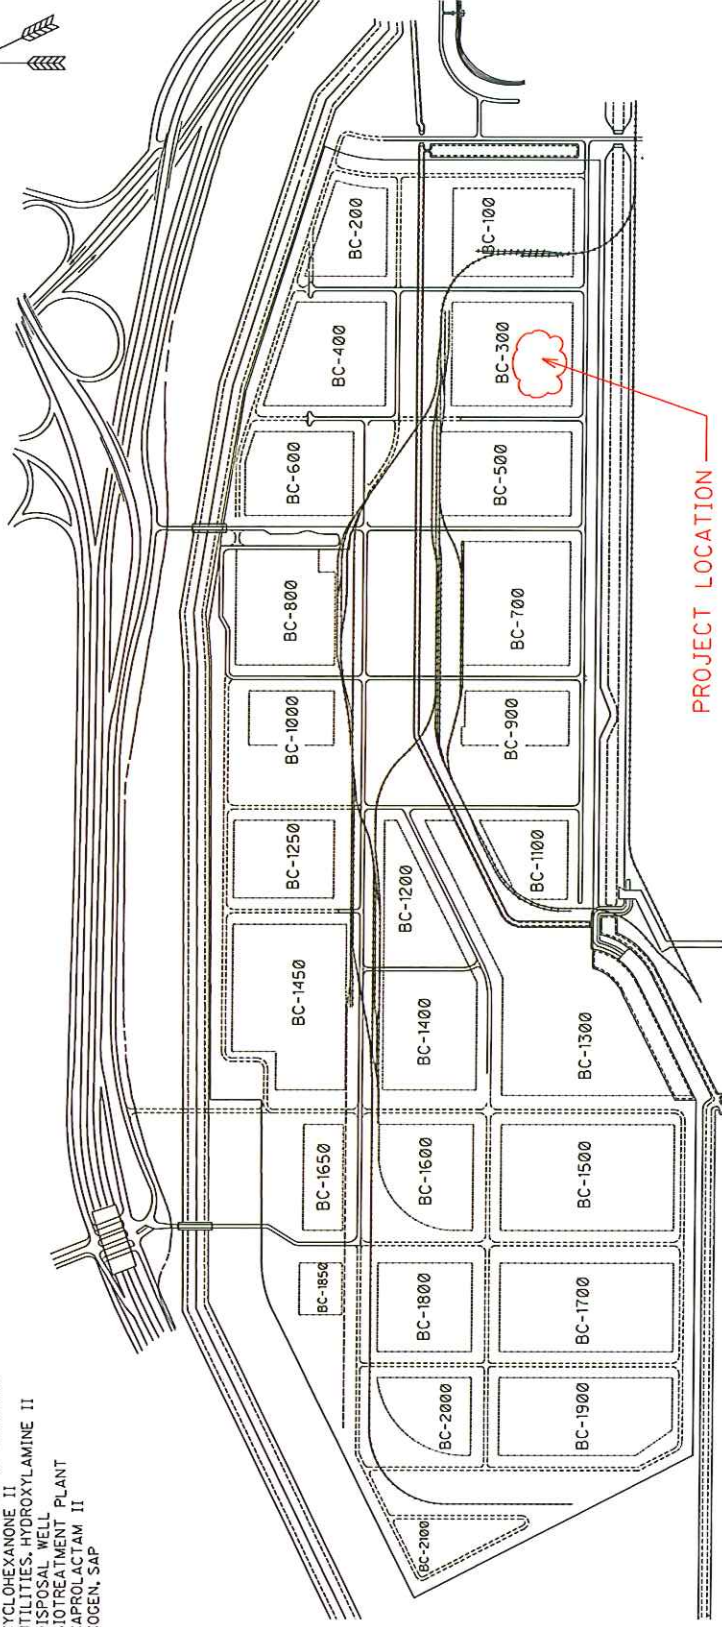 CYCLOHEXANONE II
UTILITIES, HYDROXYLAMINE II
DISPOSAL WELL
BIOTREATMENT PLANT
CAPROLACTAM II
COGEN, SAP
BC-200
BC-100
BC-400
BC-300
BC-600
BC-500
BC-800
BC-700
BC-1000
BC-900
BC-1250
BC-1200
BC-1100
BC-1450
BC-1400
BC-1300
BC-1650
BC-1600
BC-1500
BC-1850
BC-1800
BC-1700
BC-2000
BC-1900
BC-2100
PROJECT LOCATION